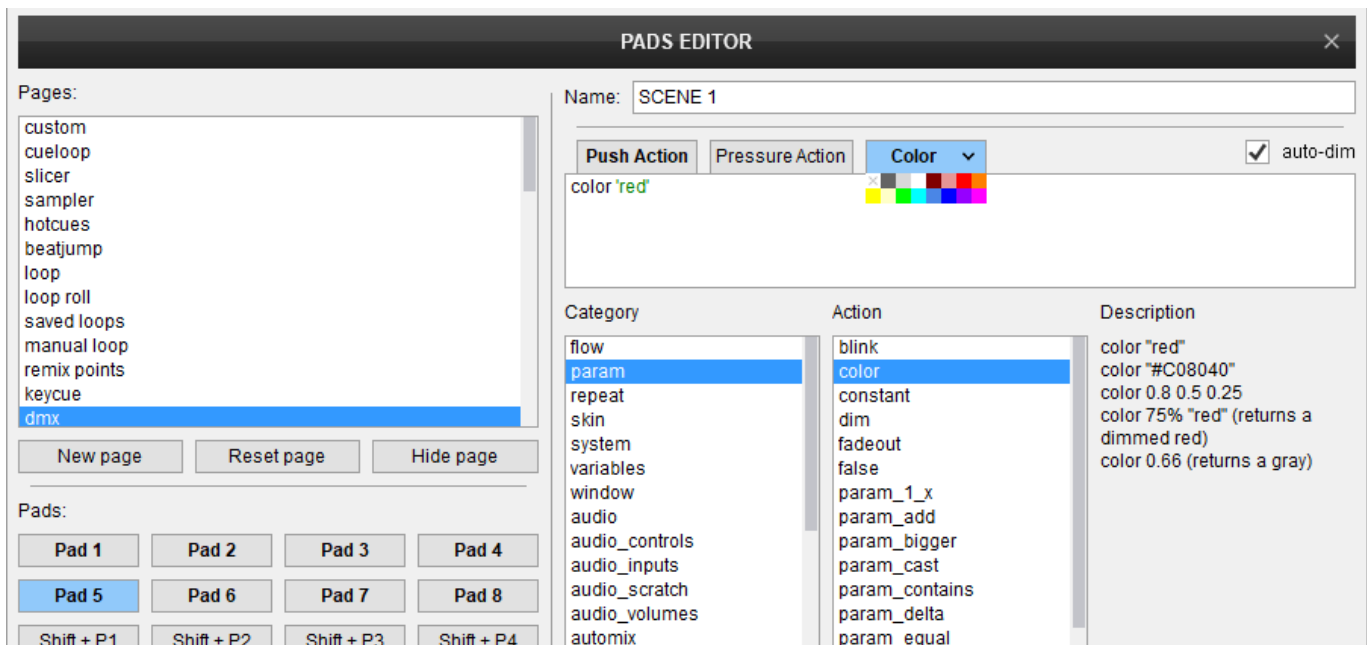 PADS EDITOR
×
Pages:
custom
cueloop
slicer
sampler
hotcues
beatjump
loop
loop roll
saved loops
manual loop
remix points
keycue
dmx
New page Reset page Hide page
Pads:
Pad 1 Pad 2 Pad 3 Pad 4
Pad 5 Pad 6 Pad 7 Pad 8
Shift + P1 Shift + P2 Shift + P3 Shift + P4
Name: SCENE 1
Push Action Pressure Action Color auto-dim
color 'red'
Category
flow
param
repeat
skin
system
variables
window
audio
audio_controls
audio_inputs
audio_scratch
audio_volumes
automix
Action
blink
color
constant
dim
fadeout
false
param_1_x
param_add
param_bigger
param_cast
param_contains
param_delta
param_equal
Description
color "red"
color "#C08040"
color 0.8 0.5 0.25
color 75% "red" (returns a
dimmed red)
color 0.66 (returns a gray)